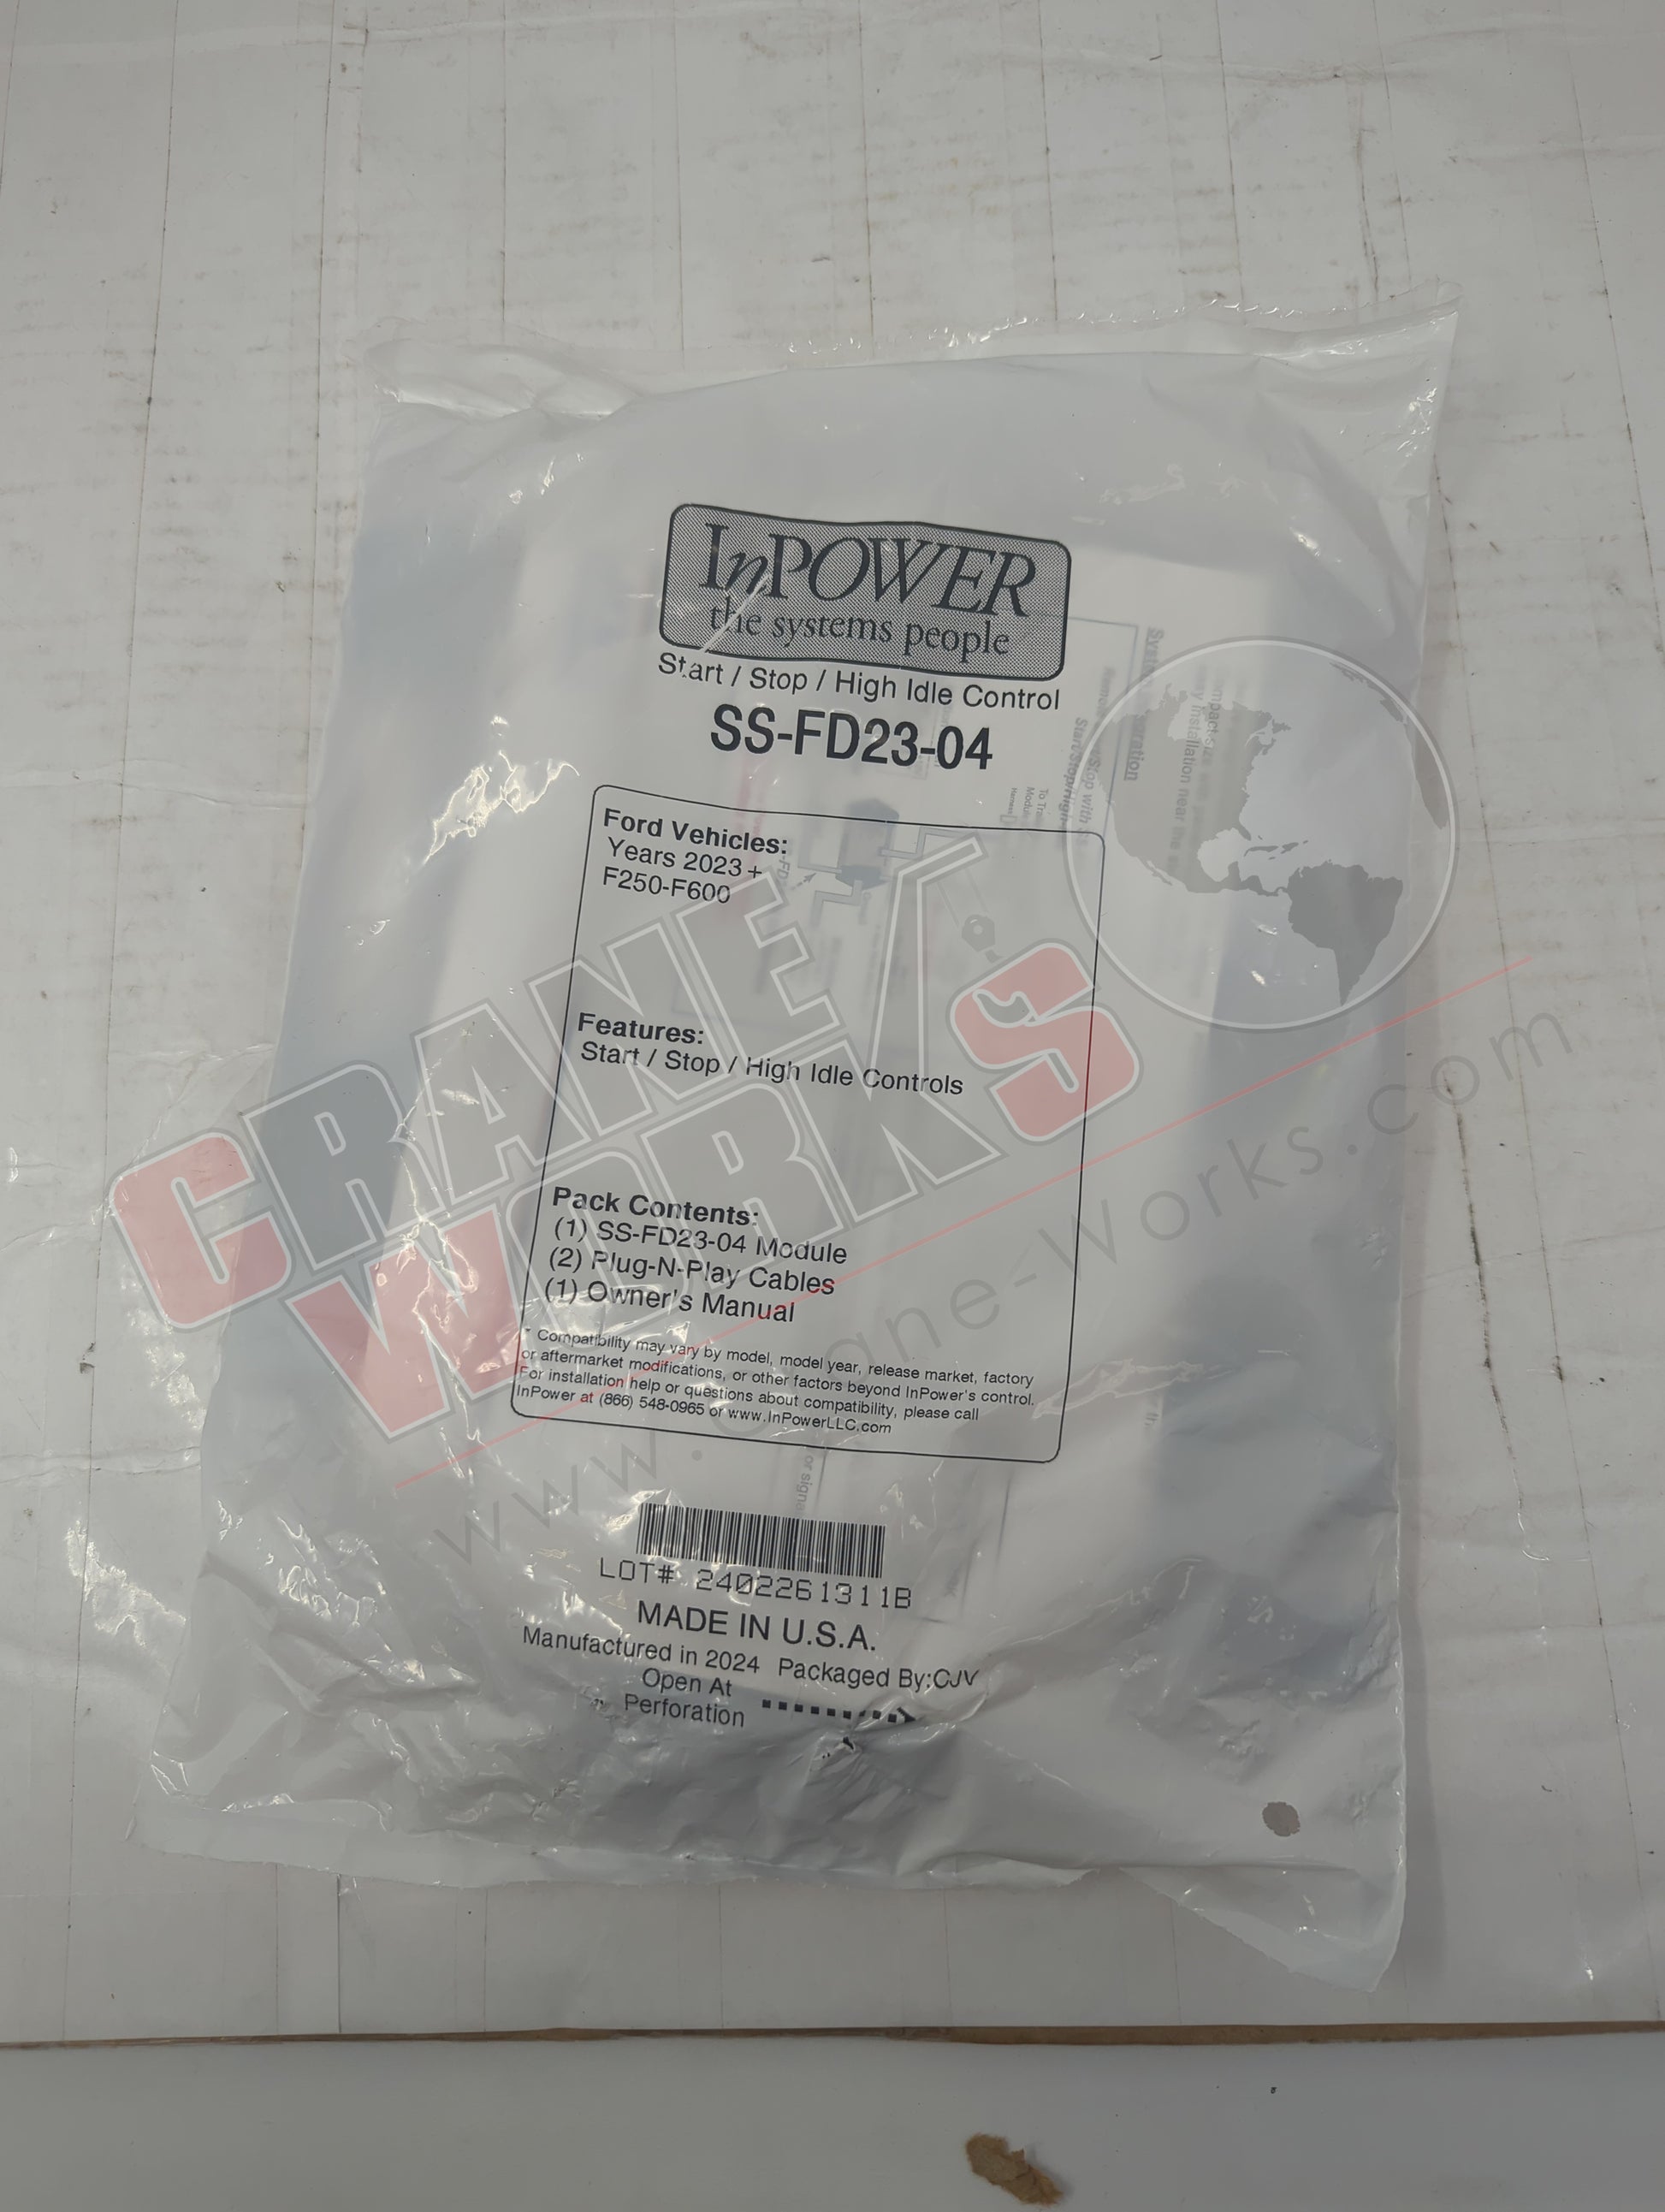 InPOWER
the systems people
Start / Stop / High Idle Control
SS-FD23-04
Ford Vehicles:
Years 2023+
F250-F600
Features:
Start / Stop / High Idle Controls
Pack Contents:
(1) SS-FD23-04 Module
(2) Plug-N-Play Cables
(1) Owner's Manual
* Compatibility may vary by model, model year, release market, factory
or aftermarket modifications, or other factors beyond InPower's control.
For installation help or questions about compatibility, please call
InPower at (866) 548-0965 or www.InPowerLLC.com
LOT# 2402261311B
MADE IN U.S.A.
Manufactured in 2024 Packaged By:CJV
Open At
Perforation
CRANE
WORKS
www.crane-works.com